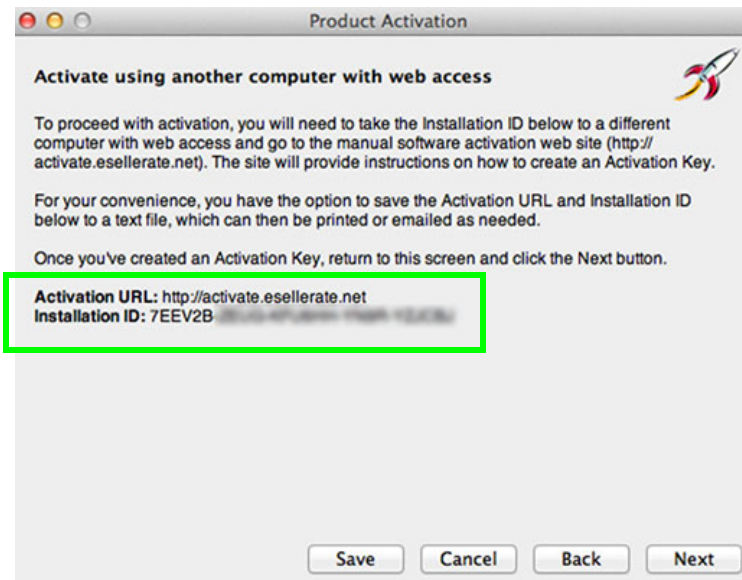 Product Activation
Activate using another computer with web access
To proceed with activation, you will need to take the Installation ID below to a different
computer with web access and go to the manual software activation web site (http://
activate.esellerate.net). The site will provide instructions on how to create an Activation Key.
For your convenience, you have the option to save the Activation URL and Installation ID
below to a text file, which can then be printed or emailed as needed.
Once you've created an Activation Key, return to this screen and click the Next button.
Activation URL: http://activate.esellerate.net
Installation ID: 7EEV2B-
Save Cancel Back Next